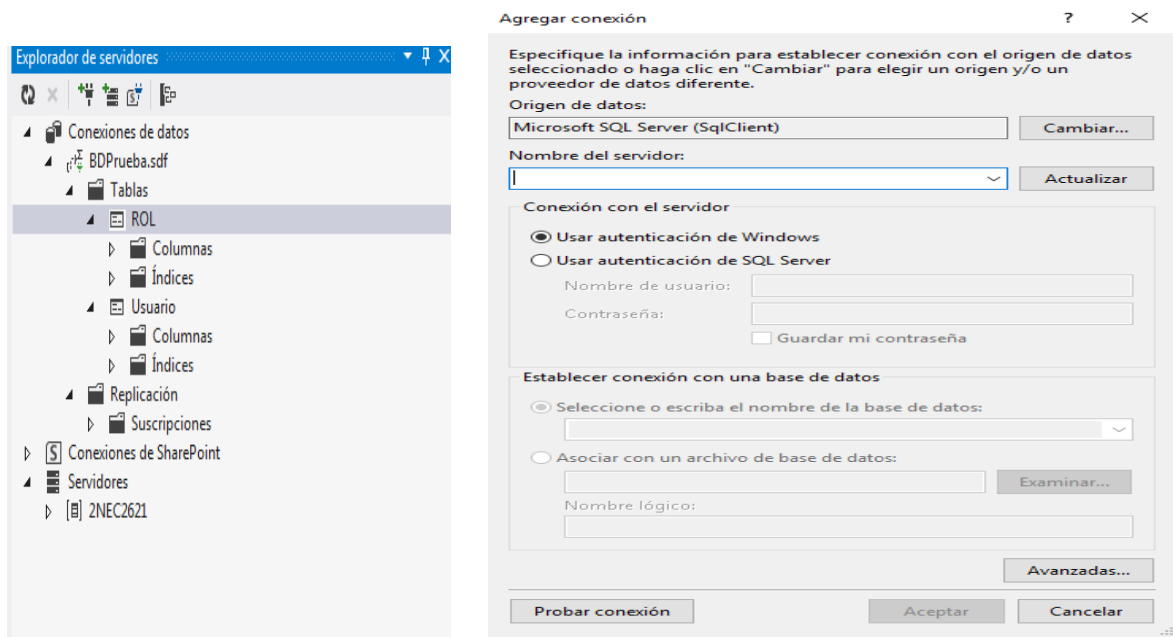 Explorador de servidores
Conexiones de datos
BDPrueba.sdf
Tablas
ROL
Columnas
Índices
Usuario
Columnas
Índices
Replicación
Suscripciones
Conexiones de SharePoint
Servidores
2NEC2621
Agregar conexión
Especifique la información para establecer conexión con el origen de datos
seleccionado o haga clic en "Cambiar" para elegir un origen y/o un
proveedor de datos diferente.
Origen de datos:
Microsoft SQL Server (SqlClient)
Cambiar...
Nombre del servidor:
Actualizar
Conexión con el servidor
Usar autenticación de Windows
Usar autenticación de SQL Server
Nombre de usuario:
Contraseña:
Guardar mi contraseña
Establecer conexión con una base de datos
Seleccione o escriba el nombre de la base de datos:
Asociar con un archivo de base de datos:
Examinar...
Nombre lógico:
Avanzadas...
Probar conexión
Aceptar
Cancelar